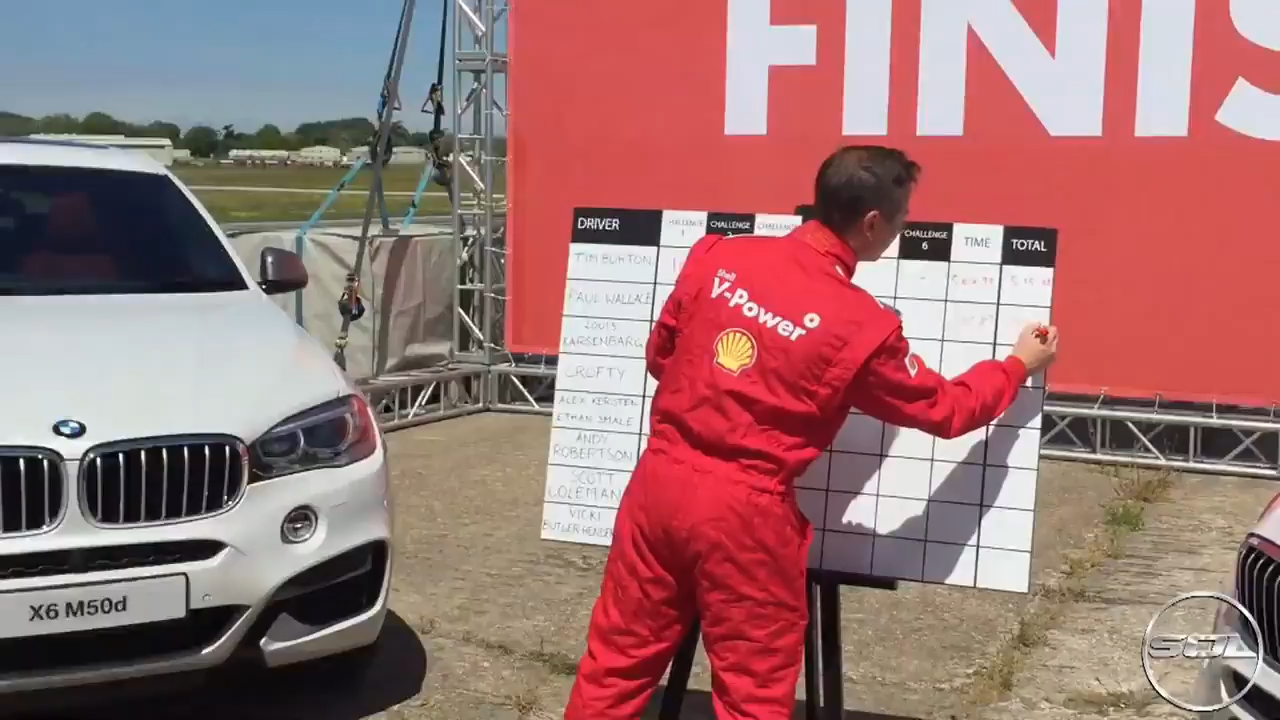 FINIS
DRIVER
CHALLENGE
1
CHALLENGE
CHALLENGE
6
TIME
TOTAL
TIM BURTON
PAUL WALLACE
LOUIS
KARSENBARG
CROFTY
ALEX KERSTEN
ETHAN SMALE
ANDY
ROBERTSON
SCOTT
COLEMAN
VICKI
Shell
V-Power
X6 M50d